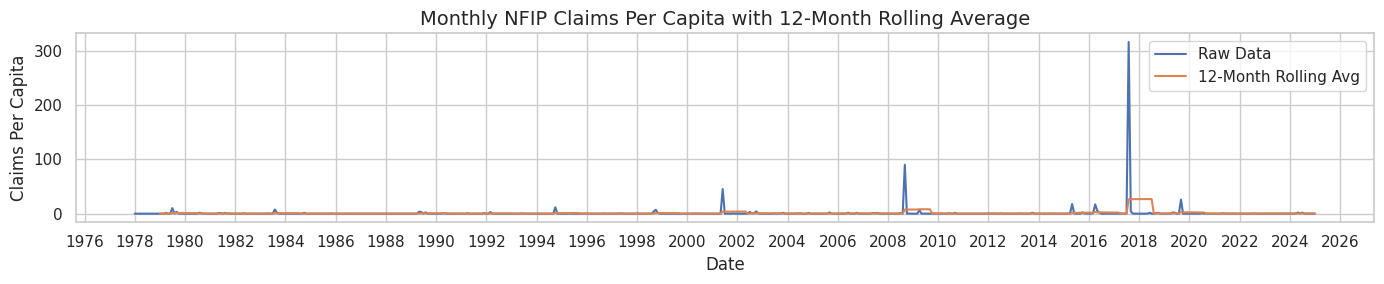 Monthly NFIP Claims Per Capita with 12-Month Rolling Average
Claims Per Capita
300
200
100
0
Raw Data
12-Month Rolling Avg
1976 1978 1980 1982 1984 1986 1988 1990 1992 1994 1996 1998 2000 2002 2004 2006 2008 2010 2012 2014 2016 2018 2020 2022 2024 2026
Date